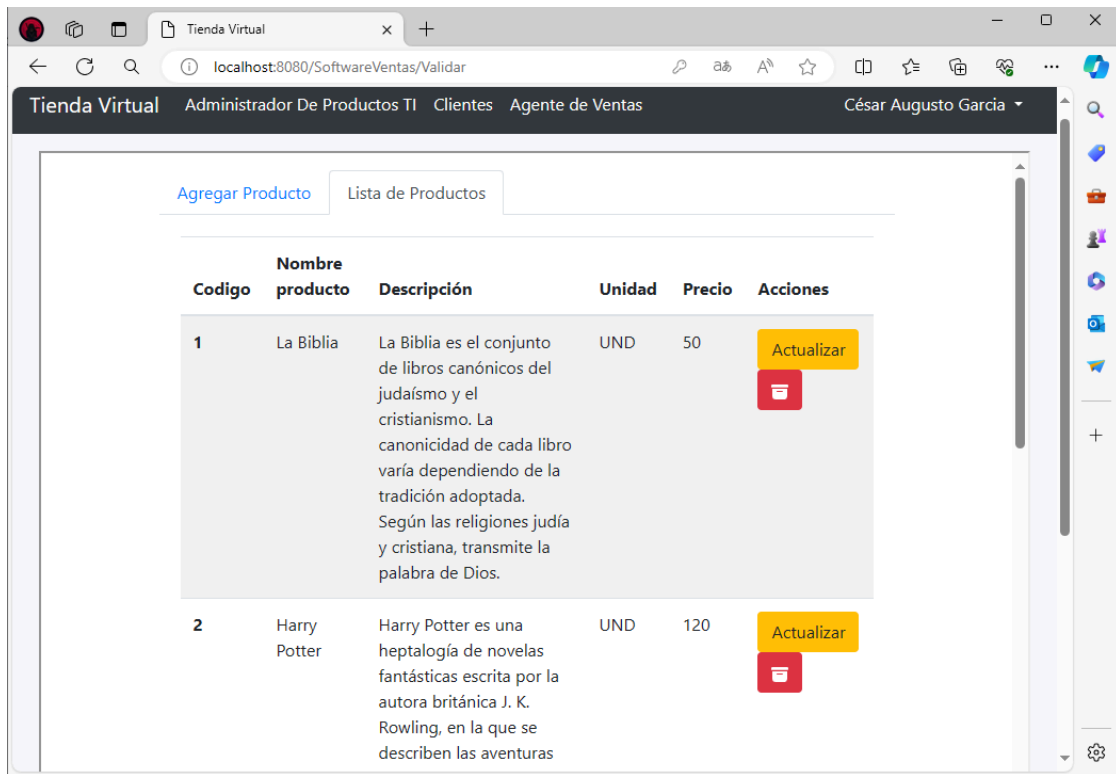 Tienda Virtual
localhost:8080/SoftwareVentas/Validar
Tienda Virtual Administrador De Productos TI Clientes Agente de Ventas César Augusto Garcia
Agregar Producto Lista de Productos
Codigo Nombre producto Descripción Unidad Precio Acciones
1 La Biblia La Biblia es el conjunto UND 50 Actualizar
de libros canónicos del
judaísmo y el
cristianismo. La
canonicidad de cada libro
varía dependiendo de la
tradición adoptada.
Según las religiones judía
y cristiana, transmite la
palabra de Dios.
2 Harry Potter Harry Potter es una UND 120 Actualizar
heptalogía de novelas
fantásticas escrita por la
autora británica J. K.
Rowling, en la que se
describen las aventuras